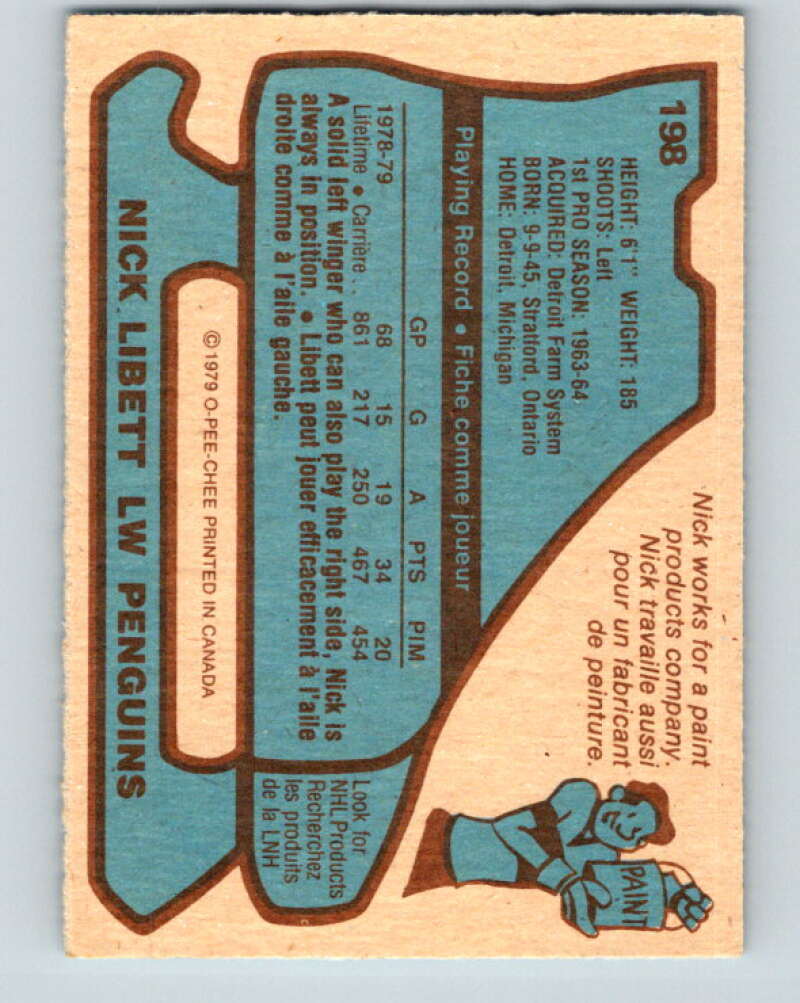 198
HEIGHT: 6'1" WEIGHT: 185
SHOOTS: Left
1st PRO SEASON: 1963-64
ACQUIRED: Detroit Farm System
BORN: 9-9-45, Stratford, Ontario
HOME: Detroit, Michigan
Nick works for a paint
products company.
Nick travaille aussi
pour un fabricant
de peinture.
PAINT
Playing Record • Fiche comme joueur
GP G A PTS PIM
1978-79 68 15 19 34 20
Lifetime • Carrière .. 861 217 250 467 454
A solid left winger who can also play the right side, Nick is
always in position. • Libett peut jouer efficacement à l'aile
droite comme à l'aile gauche.
Look for
NHL Products
Recherchez
les produits
de la LNH
© 1979 O-PEE-CHEE PRINTED IN CANADA
NICK LIBETT LW PENGUINS